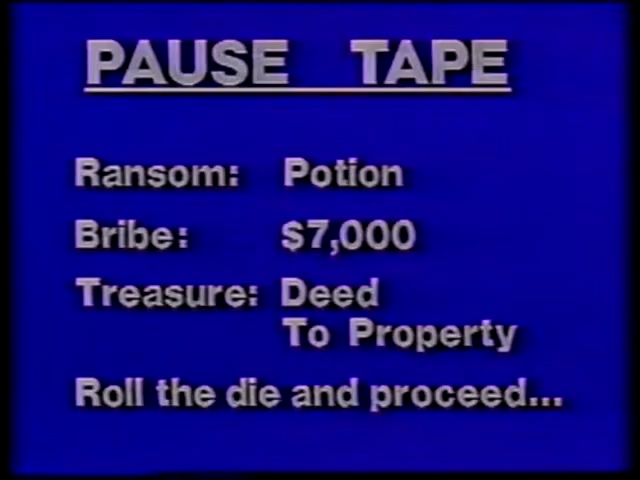 PAUSE TAPE
Ransom: Potion
Bribe: $7,000
Treasure: Deed
To Property
Roll the die and proceed...